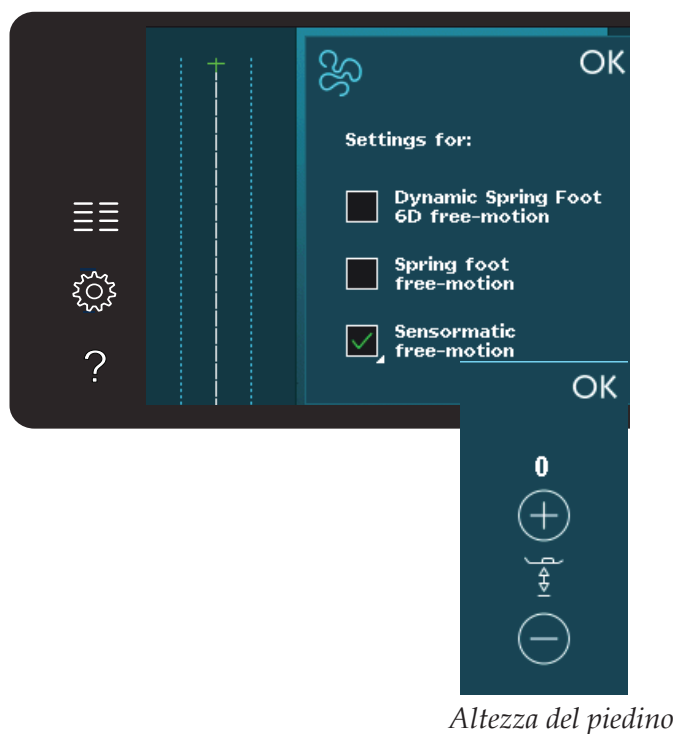 OK
Settings for:
Dynamic Spring Foot
6D free-motion
Spring foot
free-motion
Sensormatic
free-motion
?
OK
0
Altezza del piedino